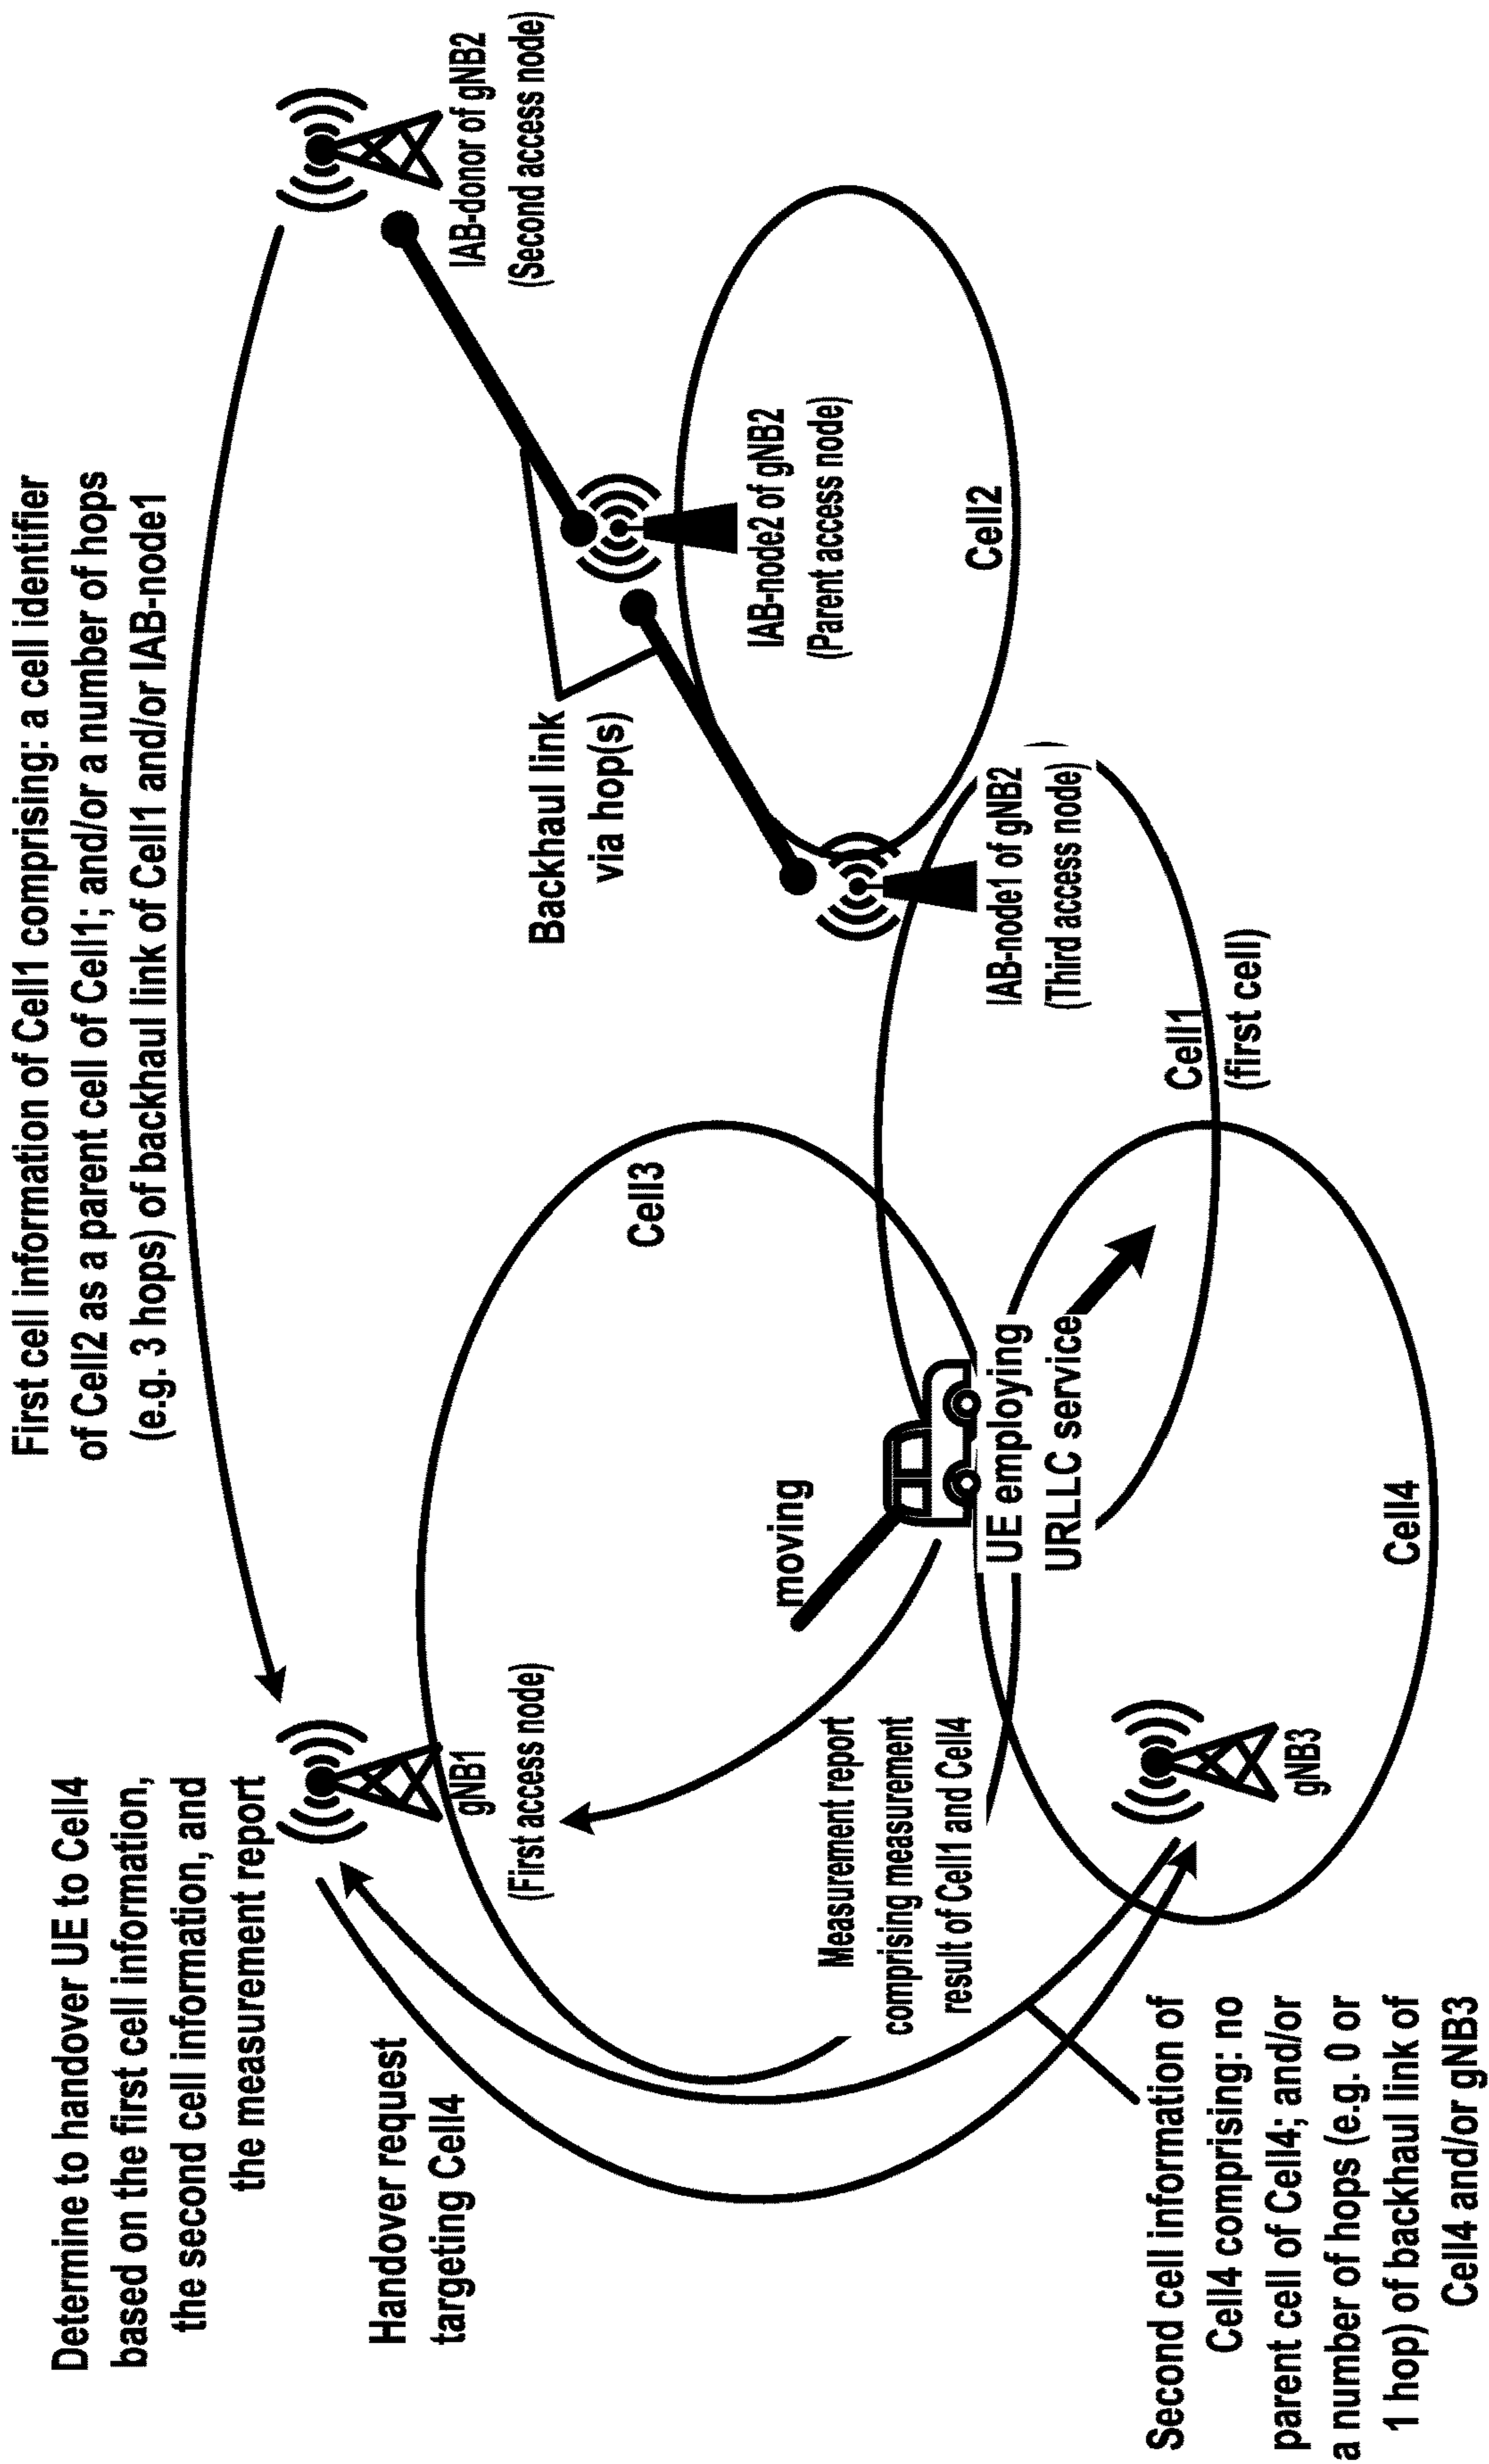 First cell information of Cell1 comprising: a cell identifier
of Cell2 as a parent cell of Cell1; and/or a number of hops
(e.g. 3 hops) of backhaul link of Cell1 and/or IAB-node1
Determine to handover UE to Cell4
based on the first cell information,
the second cell information, and
the measurement report
gNB1
(First access node)
IAB-donor of gNB2
(Second access node)
Handover request
targeting Cell4
Cell3
Backhaul link
via hop(s)
IAB-node2 of gNB2
(Parent access node)
Cell2
moving
Measurement report
comprising measurement
result of Cell1 and Cell4
UE employing
URLLC service
IAB-node1 of gNB2
(Third access node)
Cell1
(first cell)
gNB3
Cell4
Second cell information of
Cell4 comprising: no
parent cell of Cell4; and/or
a number of hops (e.g. 0 or
1 hop) of backhaul link of
Cell4 and/or gNB3